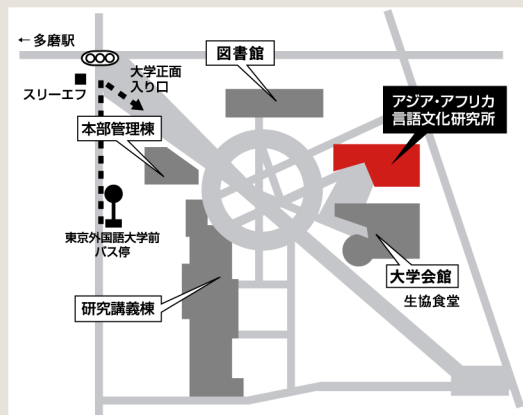 ← 多磨駅
図書館
大学正面
入り口
スリーエフ
アジア・アフリカ
言語文化研究所
本部管理棟
東京外国語大学前
バス停
大学会館
生協食堂
研究講義棟